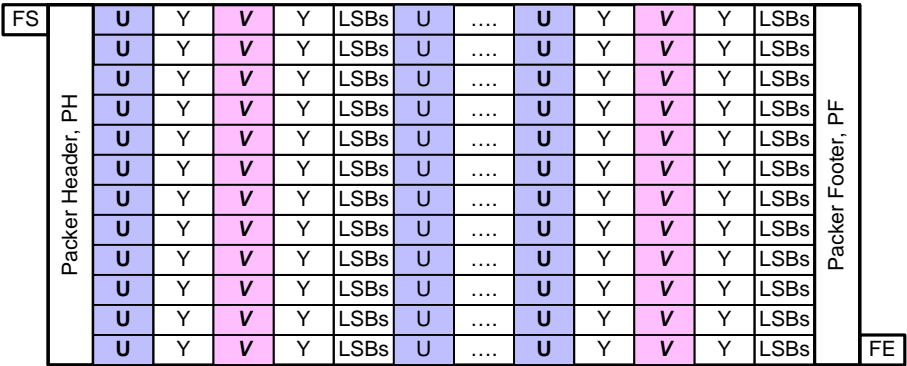 FS U Y V Y LSBs U .... U Y V Y LSBs
U Y V Y LSBs U .... U Y V Y LSBs
U Y V Y LSBs U .... U Y V Y LSBs
U Y V Y LSBs U .... U Y V Y LSBs
U Y V Y LSBs U .... U Y V Y LSBs
U Y V Y LSBs U .... U Y V Y LSBs
U Y V Y LSBs U .... U Y V Y LSBs
U Y V Y LSBs U .... U Y V Y LSBs
U Y V Y LSBs U .... U Y V Y LSBs
U Y V Y LSBs U .... U Y V Y LSBs
U Y V Y LSBs U .... U Y V Y LSBs
U Y V Y LSBs U .... U Y V Y LSBs FE
Packer Header, PH
Packer Footer, PF